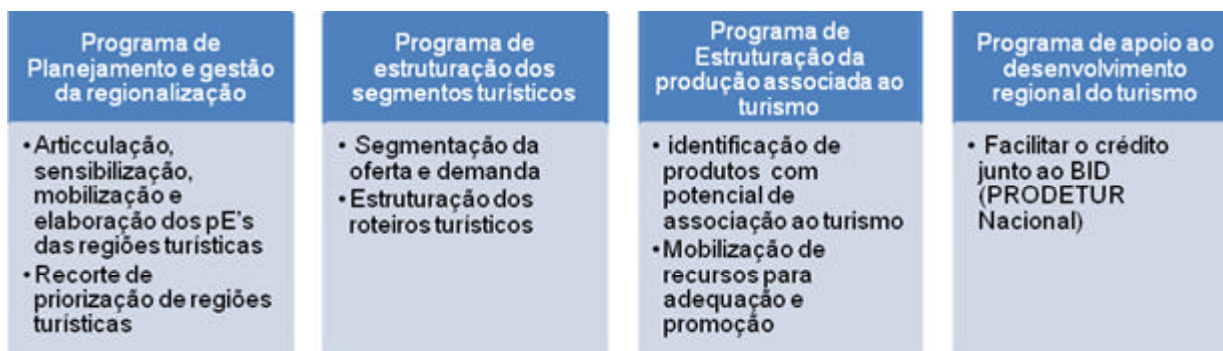 Programa de
Planejamento e gestão
da regionalização
• Articculação,
sensibilização,
mobilização e
elaboração dos pE's
das regiões turísticas
• Recorte de
priorização de regiões
turísticas
Programa de
estruturação dos
segmentos turísticos
• Segmentação da
oferta e demanda
• Estruturação dos
roteiros turísticos
Programa de
Estruturação da
produção associada ao
turismo
• identificação de
produtos com
potencial de
associação ao turismo
• Mobilização de
recursos para
adequação e
promoção
Programa de apoio ao
desenvolvimento
regional do turismo
• Facilitar o crédito
junto ao BID
(PRODETUR
Nacional)